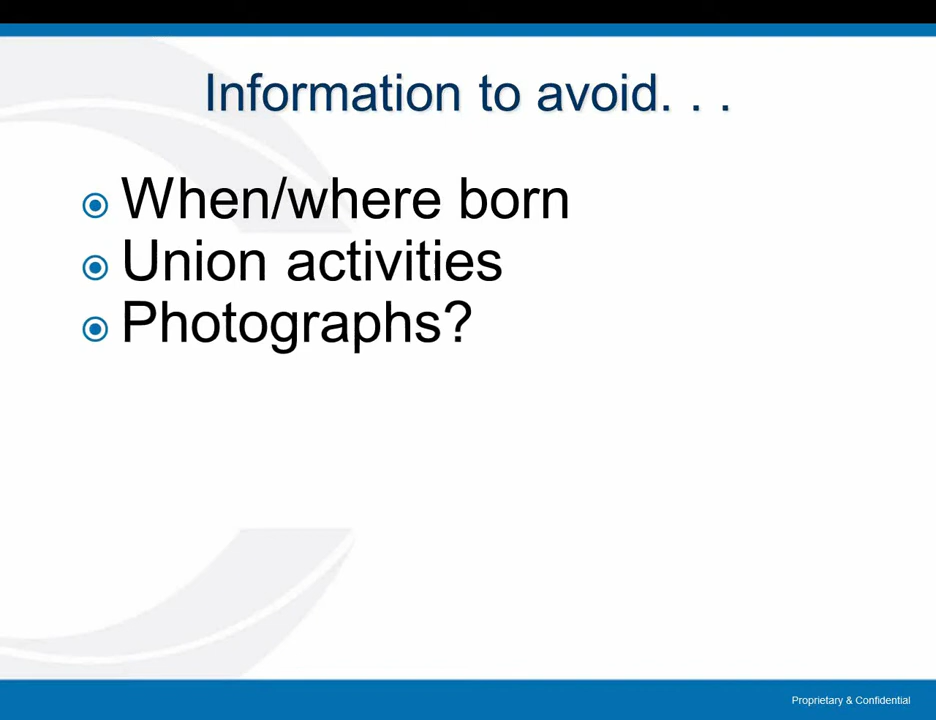 Information to avoid. . .
When/where born
Union activities
Photographs?
Proprietary & Confidential